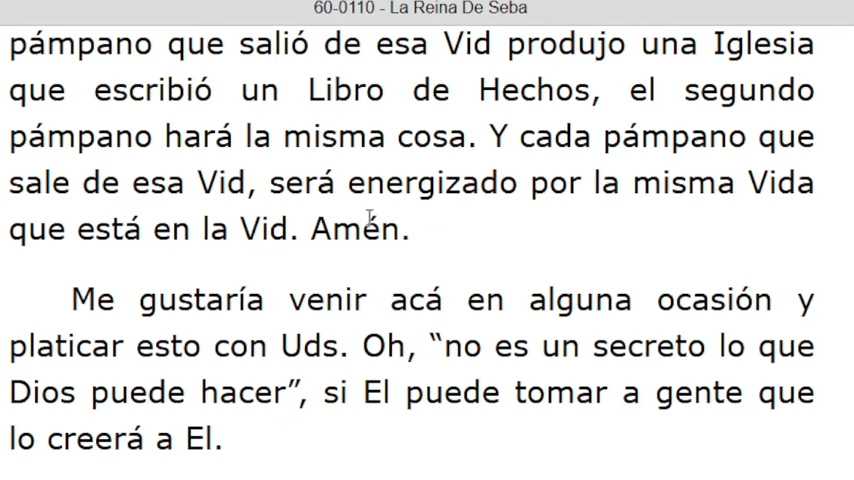 60-0110 - La Reina De Seba
pámpano que salió de esa Vid produjo una Iglesia
que escribió un Libro de Hechos, el segundo
pámpano hará la misma cosa. Y cada pámpano que
sale de esa Vid, será energizado por la misma Vida
que está en la Vid. Amén.
Me gustaría venir acá en alguna ocasión y
platicar esto con Uds. Oh, “no es un secreto lo que
Dios puede hacer”, si El puede tomar a gente que
lo creerá a El.